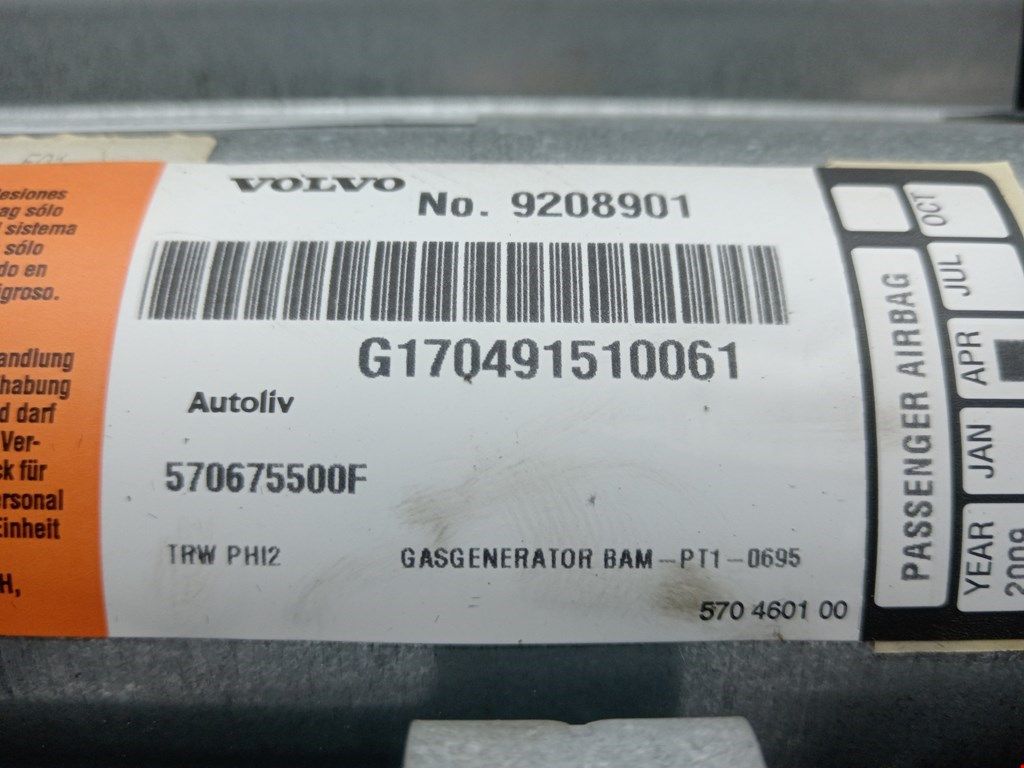 esiones
ag sólo
l sistema
sólo
do en
igroso.
andlung
habung
d darf
Ver-
ck für
ersonal
Einheit
H,
VOLVO
No. 9208901
G170491510061
Autoliv
570675500F
TRW PHI2
GASGENERATOR BAM-PT1-0695
570 4601 00
PASSENGER AIRBAG
OCT
JUL
APR
JAN
YEAR
2009